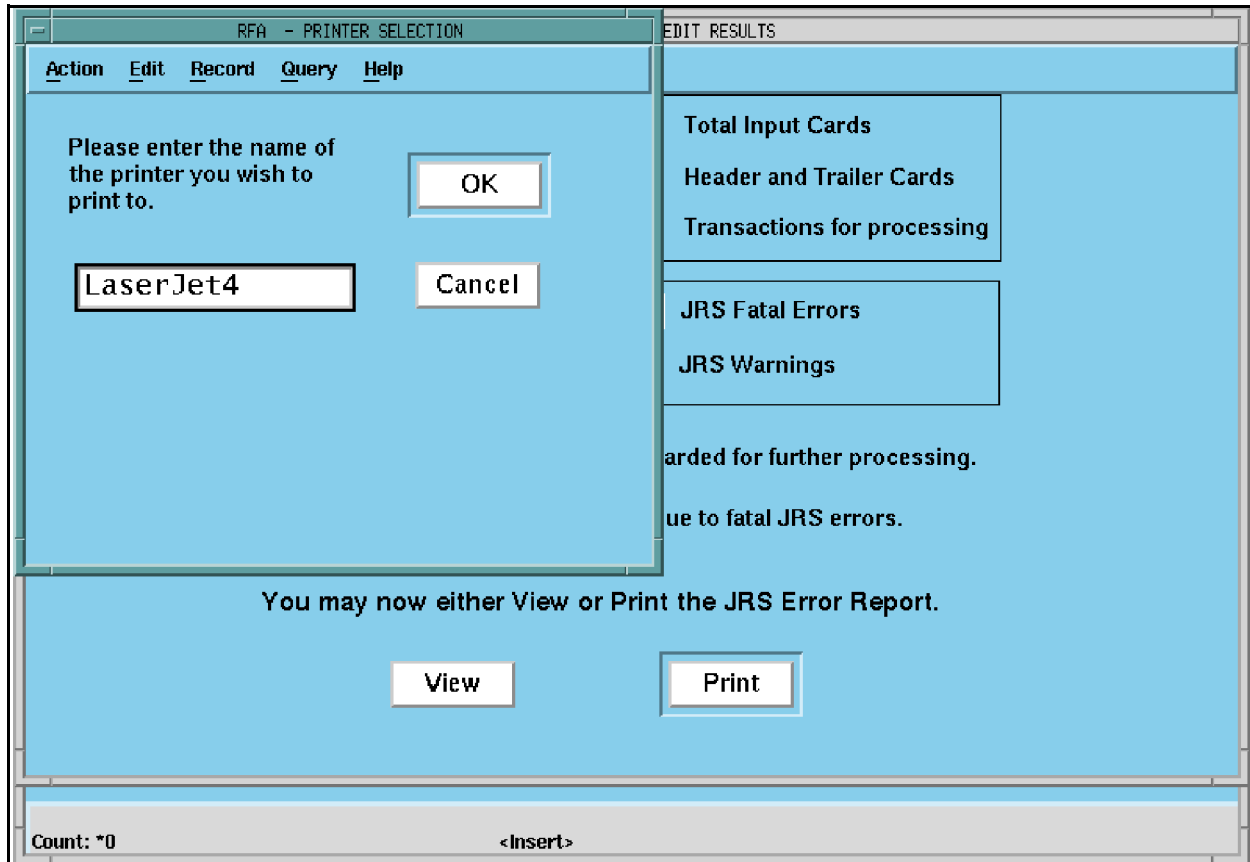 RFA - PRINTER SELECTION
Action Edit Record Query Help
Please enter the name of
the printer you wish to
print to.
OK
LaserJet4
Cancel
EDIT RESULTS
Total Input Cards
Header and Trailer Cards
Transactions for processing
JRS Fatal Errors
JRS Warnings
arded for further processing.
ue to fatal JRS errors.
You may now either View or Print the JRS Error Report.
View Print
Count: *0 <Insert>